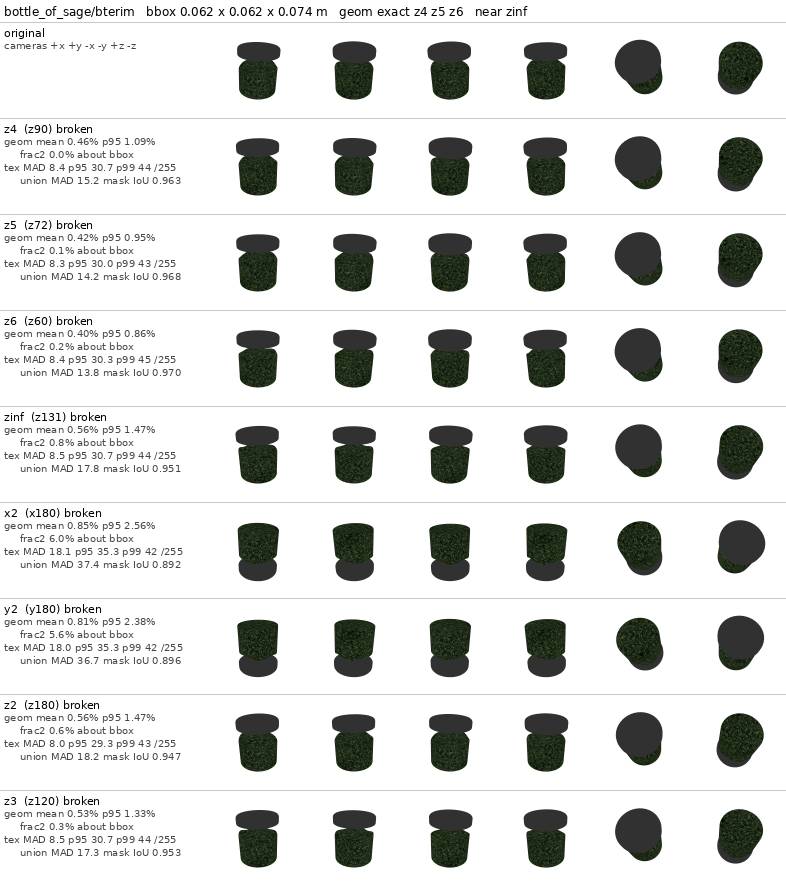 bottle_of_sage/bterim bbox 0.062 x 0.062 x 0.074 m geom exact z4 z5 z6 near zinf
original
cameras +x +y -x -y +z -z
z4 (z90) broken
geom mean 0.46% p95 1.09%
frac2 0.0% about bbox
tex MAD 8.4 p95 30.7 p99 44 /255
union MAD 15.2 mask IoU 0.963
z5 (z72) broken
geom mean 0.42% p95 0.95%
frac2 0.1% about bbox
tex MAD 8.3 p95 30.0 p99 43 /255
union MAD 14.2 mask IoU 0.968
z6 (z60) broken
geom mean 0.40% p95 0.86%
frac2 0.2% about bbox
tex MAD 8.4 p95 30.3 p99 45 /255
union MAD 13.8 mask IoU 0.970
zinf (z131) broken
geom mean 0.56% p95 1.47%
frac2 0.8% about bbox
tex MAD 8.5 p95 30.7 p99 44 /255
union MAD 17.8 mask IoU 0.951
x2 (x180) broken
geom mean 0.85% p95 2.56%
frac2 6.0% about bbox
tex MAD 18.1 p95 35.3 p99 42 /255
union MAD 37.4 mask IoU 0.892
y2 (y180) broken
geom mean 0.81% p95 2.38%
frac2 5.6% about bbox
tex MAD 18.0 p95 35.3 p99 42 /255
union MAD 36.7 mask IoU 0.896
z2 (z180) broken
geom mean 0.56% p95 1.47%
frac2 0.6% about bbox
tex MAD 8.0 p95 29.3 p99 43 /255
union MAD 18.2 mask IoU 0.947
z3 (z120) broken
geom mean 0.53% p95 1.33%
frac2 0.3% about bbox
tex MAD 8.5 p95 30.7 p99 44 /255
union MAD 17.3 mask IoU 0.953